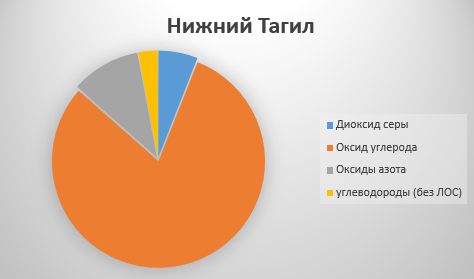 Нижний Тагил
Диоксид серы
Оксид углерода
Оксиды азота
углеводороды (без ЛОС)